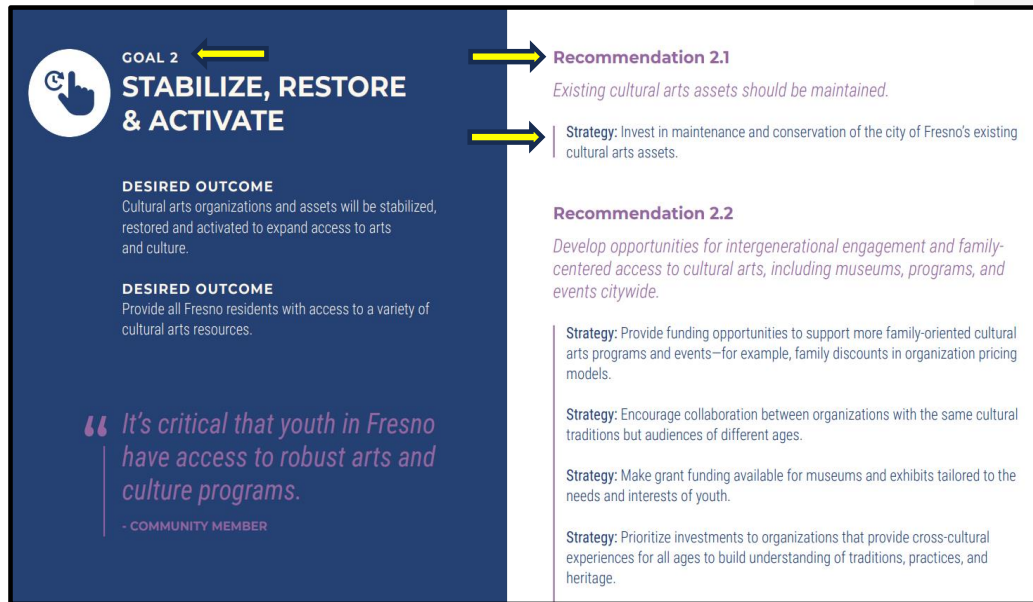 GOAL 2
STABILIZE, RESTORE
& ACTIVATE
DESIRED OUTCOME
Cultural arts organizations and assets will be stabilized,
restored and activated to expand access to arts
and culture.
DESIRED OUTCOME
Provide all Fresno residents with access to a variety of
cultural arts resources.
“ It’s critical that youth in Fresno
have access to robust arts and
culture programs.
- COMMUNITY MEMBER
Recommendation 2.1
Existing cultural arts assets should be maintained.
Strategy: Invest in maintenance and conservation of the city of Fresno’s existing
cultural arts assets.
Recommendation 2.2
Develop opportunities for intergenerational engagement and family-
centered access to cultural arts, including museums, programs, and
events citywide.
Strategy: Provide funding opportunities to support more family-oriented cultural
arts programs and events—for example, family discounts in organization pricing
models.
Strategy: Encourage collaboration between organizations with the same cultural
traditions but audiences of different ages.
Strategy: Make grant funding available for museums and exhibits tailored to the
needs and interests of youth.
Strategy: Prioritize investments to organizations that provide cross-cultural
experiences for all ages to build understanding of traditions, practices, and
heritage.